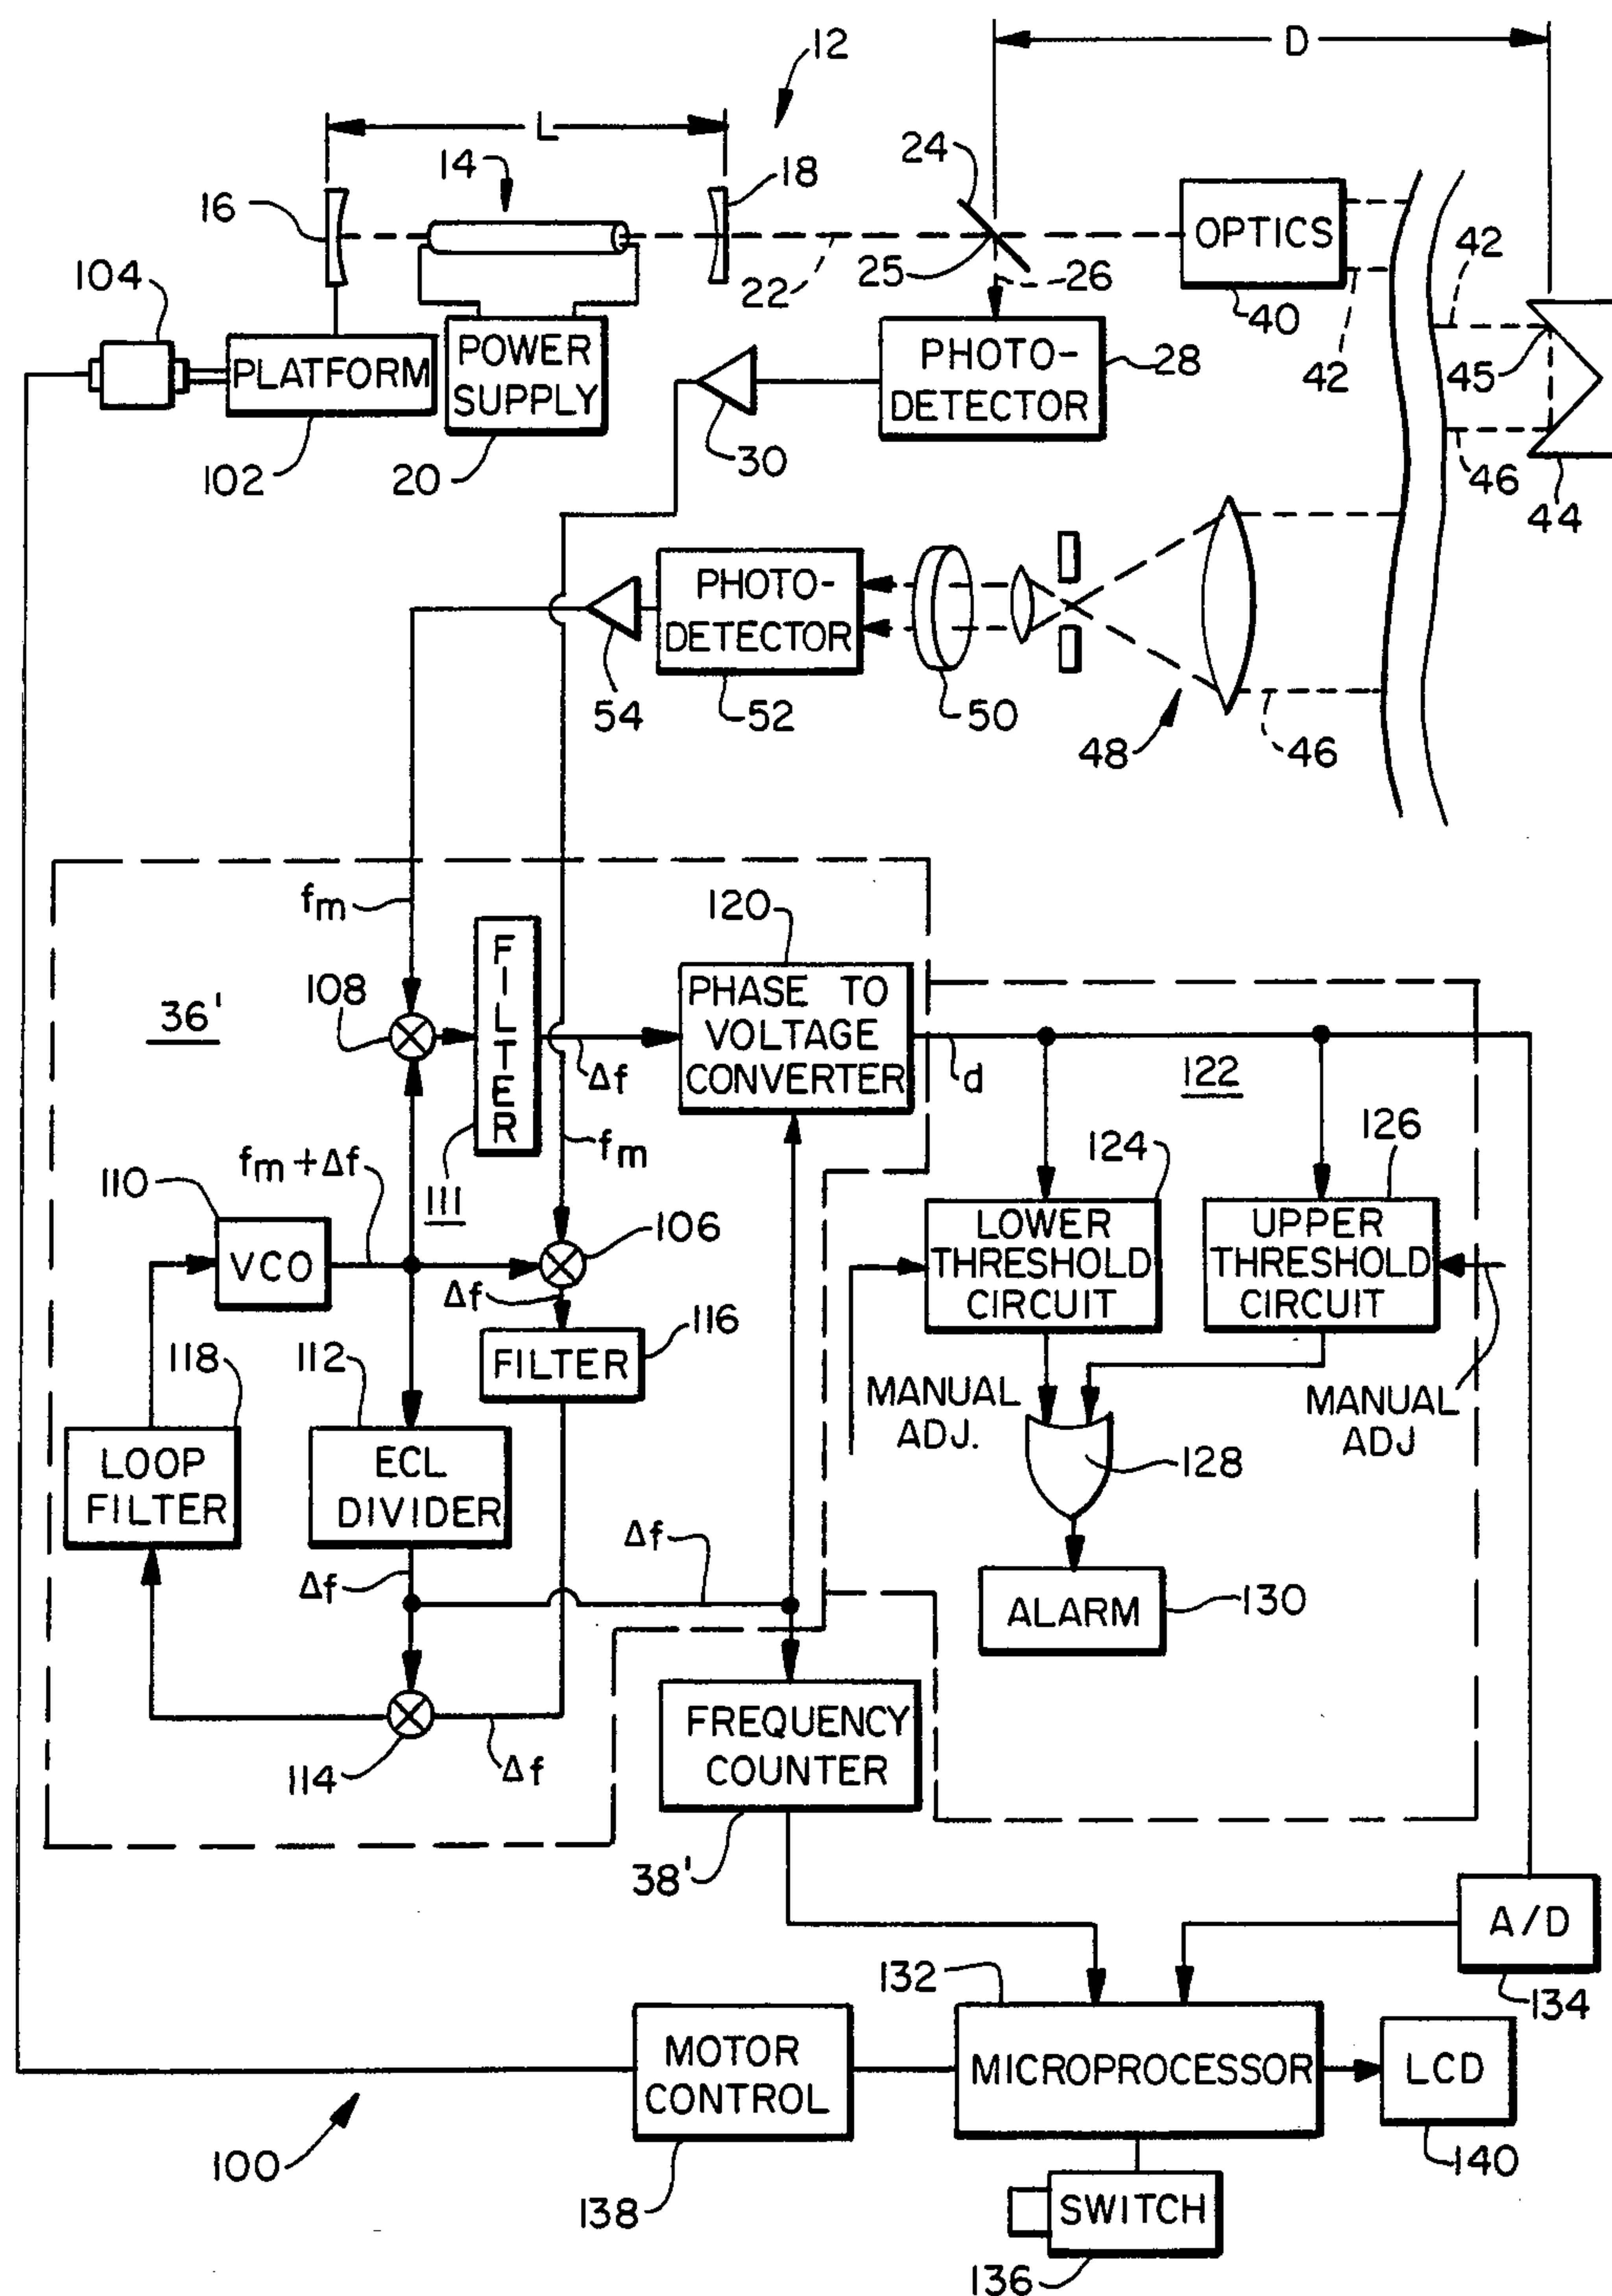 12
D
L
14
24
16
18
OPTICS
25
26
22
42
104
40
42
PLATFORM
POWER
SUPPLY
PHOTO-
DETECTOR
28
45
30
102
20
46
44
PHOTO-
DETECTOR
54
52
50
48
46
fm
120
FILTER
36'
108
PHASE TO
VOLTAGE
CONVERTER
Δf
d
122
fm
fm + Δf
110
111
124
126
106
VCO
LOWER
THRESHOLD
CIRCUIT
UPPER
THRESHOLD
CIRCUIT
Δf
116
118
112
FILTER
MANUAL
ADJ.
MANUAL
ADJ
LOOP
FILTER
ECL
DIVIDER
128
Δf
Δf
ALARM
130
114
Δf
FREQUENCY
COUNTER
38'
A/D
132
134
MOTOR
CONTROL
MICROPROCESSOR
LCD
100
138
140
SWITCH
136